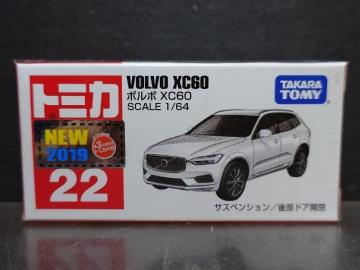 トミカ
VOLVO XC60
ボルボ XC60
SCALE 1/64
TAKARA
TOMY
NEW
2019
22
サスペンション/後部ドア開閉